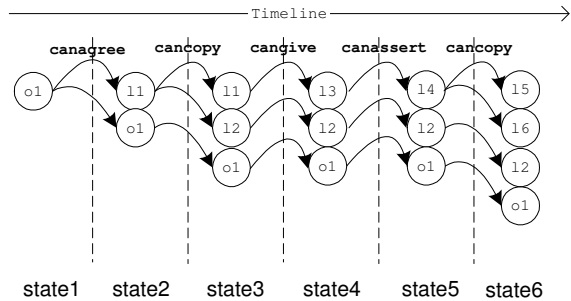 Timeline
canagree cancopy cangive canassert cancopy
o1 l1 l1 l3 l4 l5
o1 l2 l2 l2 l6
o1 o1 o1 l2
o1
state1 state2 state3 state4 state5 state6